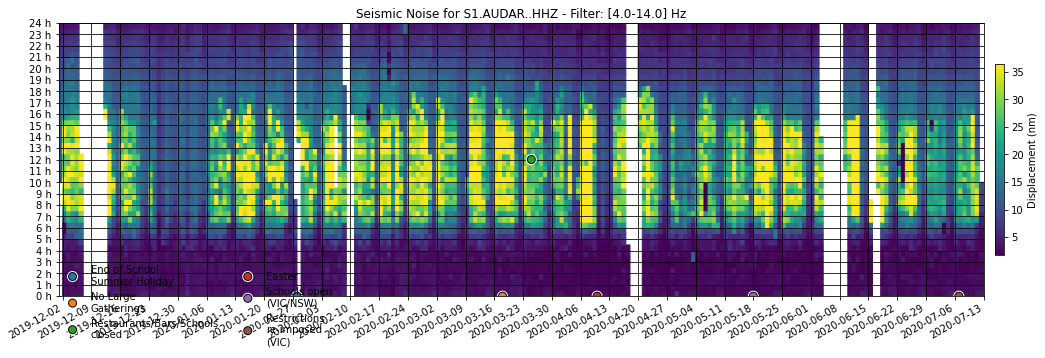 Seismic Noise for S1.AUDAR..HHZ - Filter: [4.0-14.0] Hz
24 h
23 h
22 h
21 h
20 h
19 h
18 h
17 h
16 h
15 h
14 h
13 h
12 h
11 h
10 h
9 h
8 h
7 h
6 h
5 h
4 h
3 h
2 h
1 h
0 h
End of School
Summer Holiday
No Large
Gatherings
Restaurants/Bars/Schools
closed
Easter
Schools open
(VIC/NSW)
Restrictions
re-imposed
(VIC)
2019-12-02
2019-12-09
2020-01-06
2020-01-13
2020-01-20
2020-02-10
2020-02-17
2020-02-24
2020-03-02
2020-03-09
2020-03-16
2020-03-23
2020-03-30
2020-04-06
2020-04-13
2020-04-20
2020-04-27
2020-05-04
2020-05-11
2020-05-18
2020-05-25
2020-06-01
2020-06-08
2020-06-15
2020-06-22
2020-06-29
2020-07-06
2020-07-13
35
30
25
20
15
10
5
Displacement (nm)